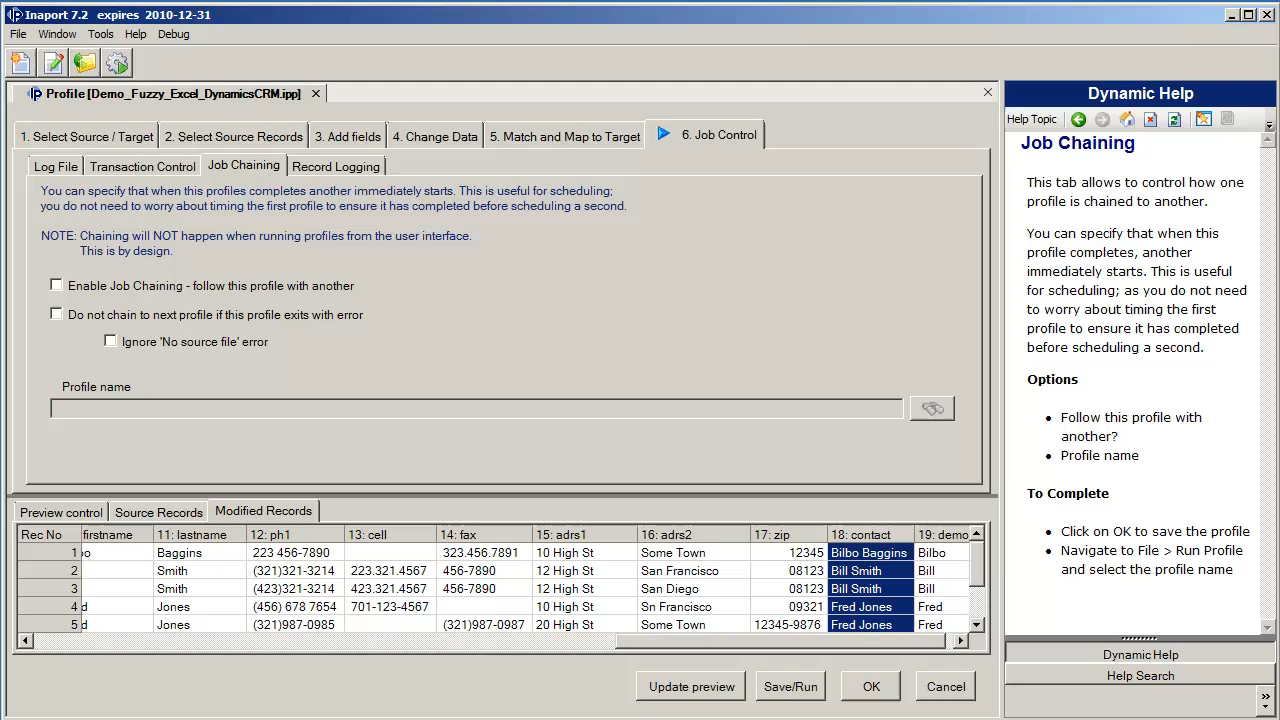 Inaport 7.2 expires 2010-12-31
File Window Tools Help Debug
Profile [Demo_Fuzzy_Excel_DynamicsCRM.ipp]
1. Select Source / Target 2. Select Source Records 3. Add fields 4. Change Data 5. Match and Map to Target 6. Job Control
Log File Transaction Control Job Chaining Record Logging
You can specify that when this profiles completes another immediately starts. This is useful for scheduling;
you do not need to worry about timing the first profile to ensure it has completed before scheduling a second.
NOTE: Chaining will NOT happen when running profiles from the user interface.
This is by design.
Enable Job Chaining - follow this profile with another
Do not chain to next profile if this profile exits with error
Ignore 'No source file' error
Profile name
Preview control Source Records Modified Records
Rec No firstname 11: lastname 12: ph1 13: cell 14: fax 15: adrs1 16: adrs2 17: zip 18: contact 19: demo
1 Baggins 223 456-7890 323.456.7891 10 High St Some Town 12345 Bilbo Baggins Bilbo
2 Smith (321)321-3214 223.321.4567 456-7890 12 High St San Francisco 08123 Bill Smith Bill
3 Smith (423)321-3214 423.321.4567 456-7890 12 High St San Diego 08123 Bill Smith Bill
4 d Jones (456) 678 7654 701-123-4567 10 High St Sn Francisco 09321 Fred Jones Fred
5 d Jones (321)987-0985 (321)987-0987 20 High St Some Town 12345-9876 Fred Jones Fred
Update preview Save/Run OK Cancel
Dynamic Help
Help Topic
Job Chaining
This tab allows to control how one
profile is chained to another.
You can specify that when this
profile completes, another
immediately starts. This is useful
for scheduling; as you do not need
to worry about timing the first
profile to ensure it has completed
before scheduling a second.
Options
• Follow this profile with
another?
• Profile name
To Complete
• Click on OK to save the profile
• Navigate to File > Run Profile
and select the profile name
Dynamic Help
Help Search